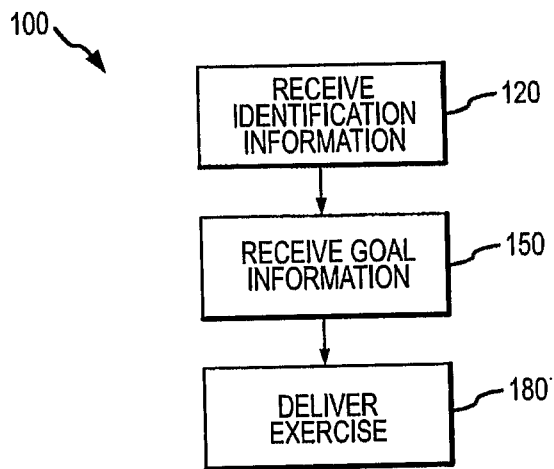 100
RECEIVE
IDENTIFICATION
INFORMATION
120
RECEIVE GOAL
INFORMATION
150
DELIVER
EXERCISE
180